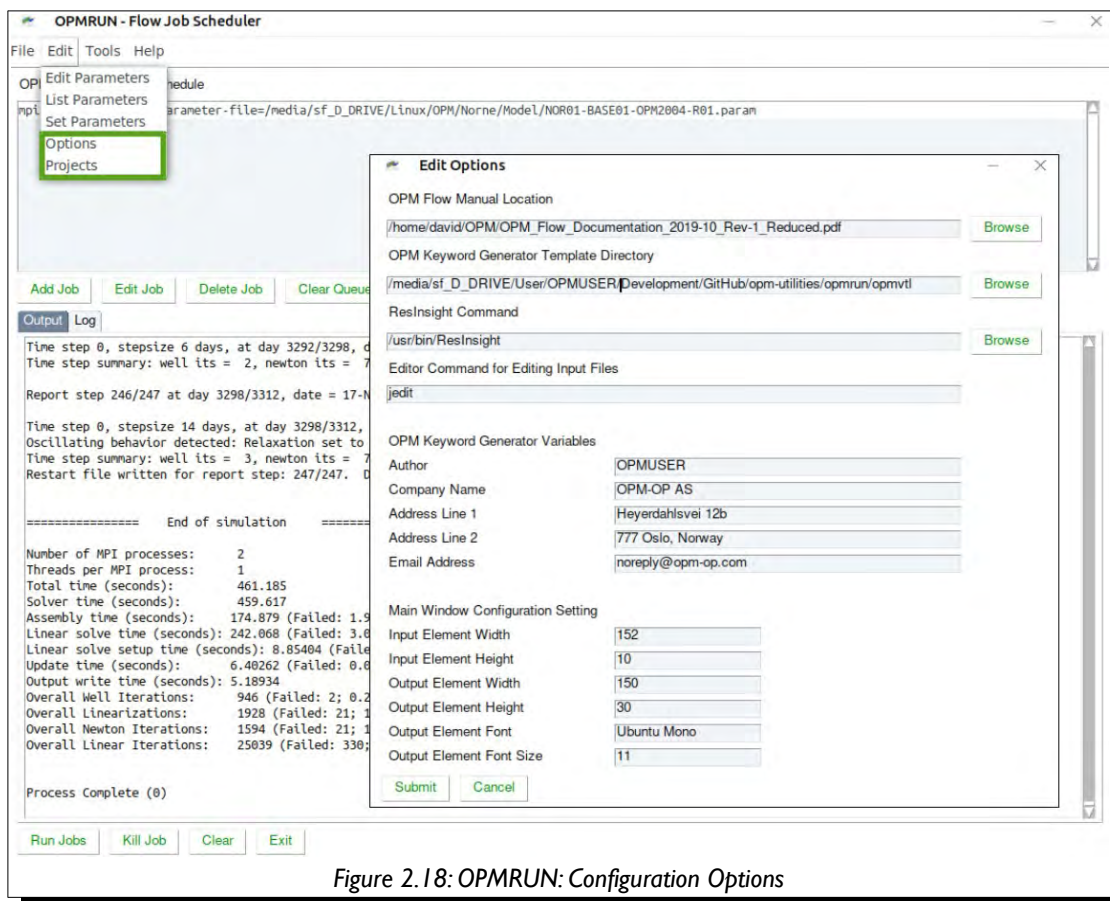 OPMRUN - Flow Job Scheduler
File Edit Tools Help
Edit Parameters
List Parameters
Set Parameters
Options
Projects
hedule
arameter-file=/media/sf_D_DRIVE/Linux/OPM/Norne/Model/NOR01-BASE01-OPM2004-R01.param
Add Job Edit Job Delete Job Clear Queue
Output Log
Time step 0, stepsize 6 days, at day 3292/3298, d
Time step summary: well its = 2, newton its = 7
Report step 246/247 at day 3298/3312, date = 17-N
Time step 0, stepsize 14 days, at day 3298/3312,
Oscillating behavior detected: Relaxation set to
Time step summary: well its = 3, newton its = 7
Restart file written for report step: 247/247. D
================ End of simulation =======
Number of MPI processes: 2
Threads per MPI process: 1
Total time (seconds): 461.185
Solver time (seconds): 459.617
Assembly time (seconds): 174.879 (Failed: 1.9
Linear solve time (seconds): 242.068 (Failed: 3.0
Linear solve setup time (seconds): 8.85404 (Faile
Update time (seconds): 6.40262 (Failed: 0.0
Output write time (seconds): 5.18934
Overall Well Iterations: 946 (Failed: 2; 0.2
Overall Linearizations: 1928 (Failed: 21; 1
Overall Newton Iterations: 1594 (Failed: 21; 1
Overall Linear Iterations: 25039 (Failed: 330;
Process Complete (0)
Run Jobs Kill Job Clear Exit
Edit Options
OPM Flow Manual Location
/home/david/OPM/OPM_Flow_Documentation_2019-10_Rev-1_Reduced.pdf Browse
OPM Keyword Generator Template Directory
/media/sf_D_DRIVE/User/OPMUSER/Development/GitHub/opm-utilities/opmrun/opmvtl Browse
ResInsight Command
/usr/bin/ResInsight Browse
Editor Command for Editing Input Files
jedit
OPM Keyword Generator Variables
Author OPMUSER
Company Name OPM-OP AS
Address Line 1 Heyerdahlsvei 12b
Address Line 2 777 Oslo, Norway
Email Address noreply@opm-op.com
Main Window Configuration Setting
Input Element Width 152
Input Element Height 10
Output Element Width 150
Output Element Height 30
Output Element Font Ubuntu Mono
Output Element Font Size 11
Submit Cancel
Figure 2.18: OPMRUN: Configuration Options